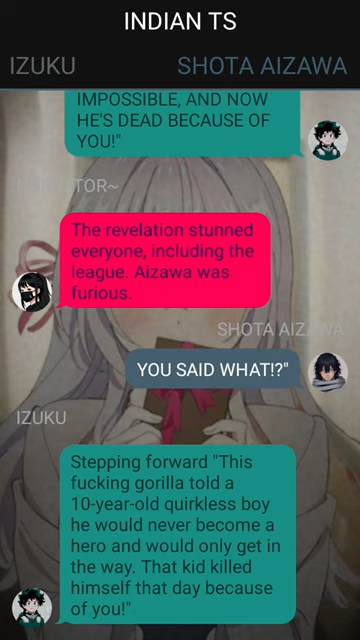 INDIAN TS
IZUKU
SHOTA AIZAWA
IMPOSSIBLE, AND NOW
HE'S DEAD BECAUSE OF
YOU!"
TOR~
The revelation stunned
everyone, including the
league. Aizawa was
furious.
SHOTA AIZAWA
YOU SAID WHAT!?"
IZUKU
Stepping forward "This
fucking gorilla told a
10-year-old quirkless boy
he would never become a
hero and would only get in
the way. That kid killed
himself that day because
of you!"